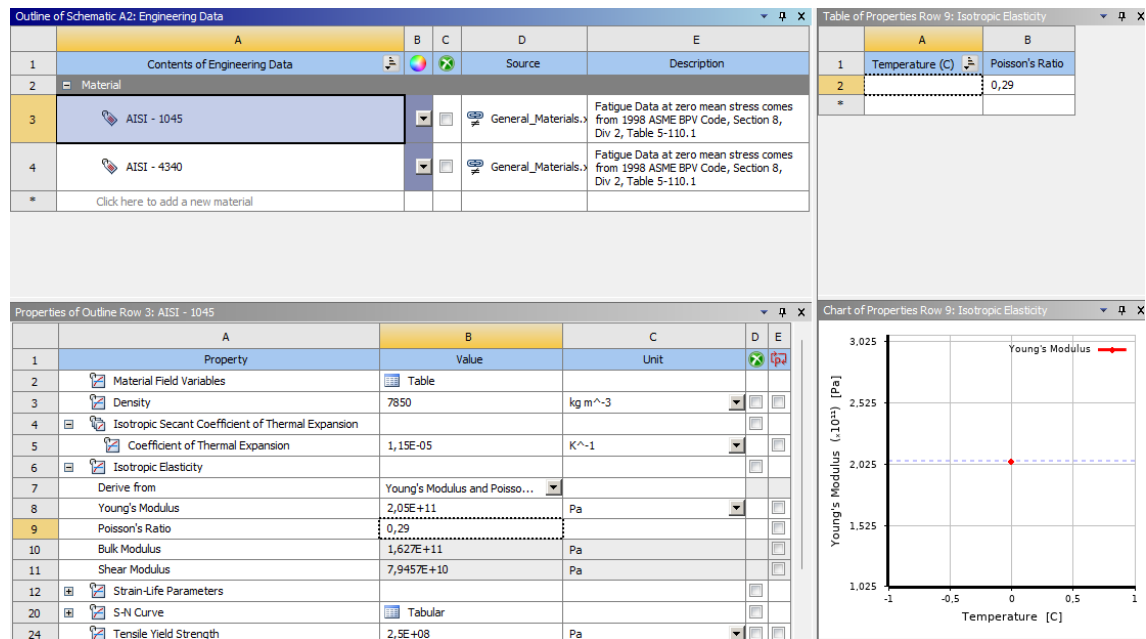 Outline of Schematic A2: Engineering Data
A B C D E
1 Contents of Engineering Data Source Description
2 Material
3 AISI - 1045 General_Materials.x Fatigue Data at zero mean stress comes
from 1998 ASME BPV Code, Section 8,
Div 2, Table 5-110.1
4 AISI - 4340 General_Materials.x Fatigue Data at zero mean stress comes
from 1998 ASME BPV Code, Section 8,
Div 2, Table 5-110.1
* Click here to add a new material
Table of Properties Row 9: Isotropic Elasticity
A B
1 Temperature (C) Poisson's Ratio
2 0,29
*
Properties of Outline Row 3: AISI - 1045
A B C D E
1 Property Value Unit
2 Material Field Variables Table
3 Density 7850 kg m^-3
4 Isotropic Secant Coefficient of Thermal Expansion
5 Coefficient of Thermal Expansion 1,15E-05 K^-1
6 Isotropic Elasticity
7 Derive from Young's Modulus and Poisso...
8 Young's Modulus 2,05E+11 Pa
9 Poisson's Ratio 0,29
10 Bulk Modulus 1,627E+11 Pa
11 Shear Modulus 7,9457E+10 Pa
12 Strain-Life Parameters
20 S-N Curve Tabular
24 Tensile Yield Strength 2,5E+08 Pa
Chart of Properties Row 9: Isotropic Elasticity
Young's Modulus
Young's Modulus (x10¹¹) [Pa]
3,025
2,525
2,025
1,525
1,025
-1 -0,5 0 0,5 1
Temperature [C]